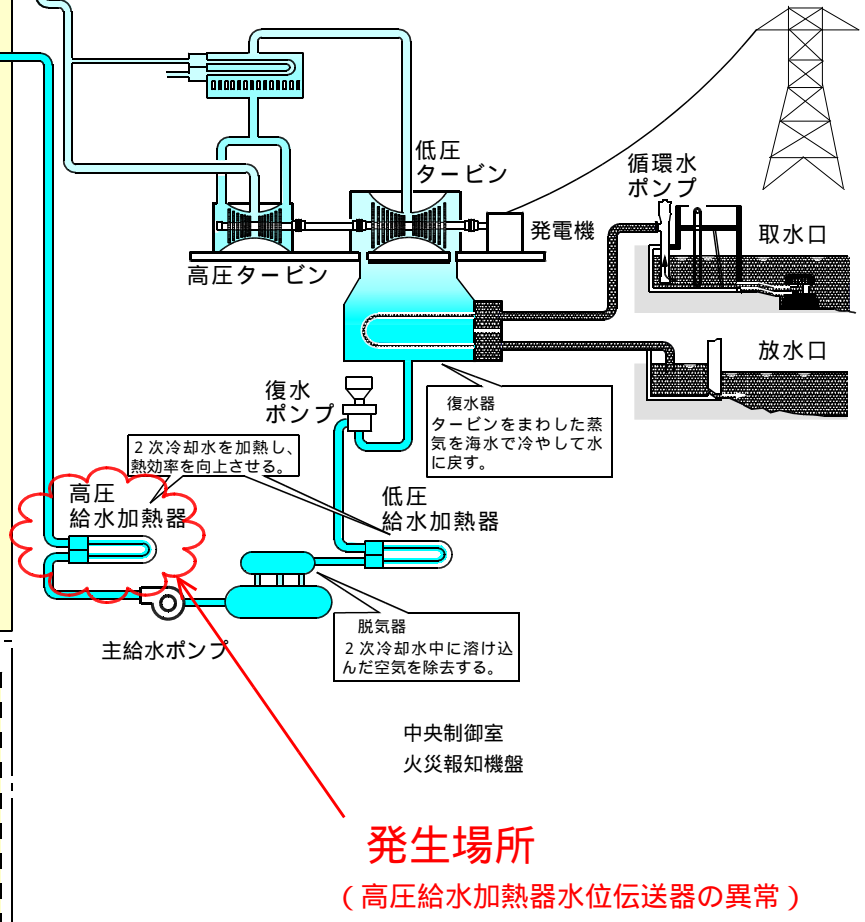 低圧
タービン
循環水
ポンプ
発電機
取水口
高圧タービン
放水口
復水
ポンプ
復水器
タービンをまわした蒸
気を海水で冷やして水
に戻す。
2次冷却水を加熱し、
熱効率を向上させる。
高圧
給水加熱器
低圧
給水加熱器
脱気器
2次冷却水中に溶け込
んだ空気を除去する。
主給水ポンプ
中央制御室
火災報知機盤
発生場所
（高圧給水加熱器水位伝送器の異常）